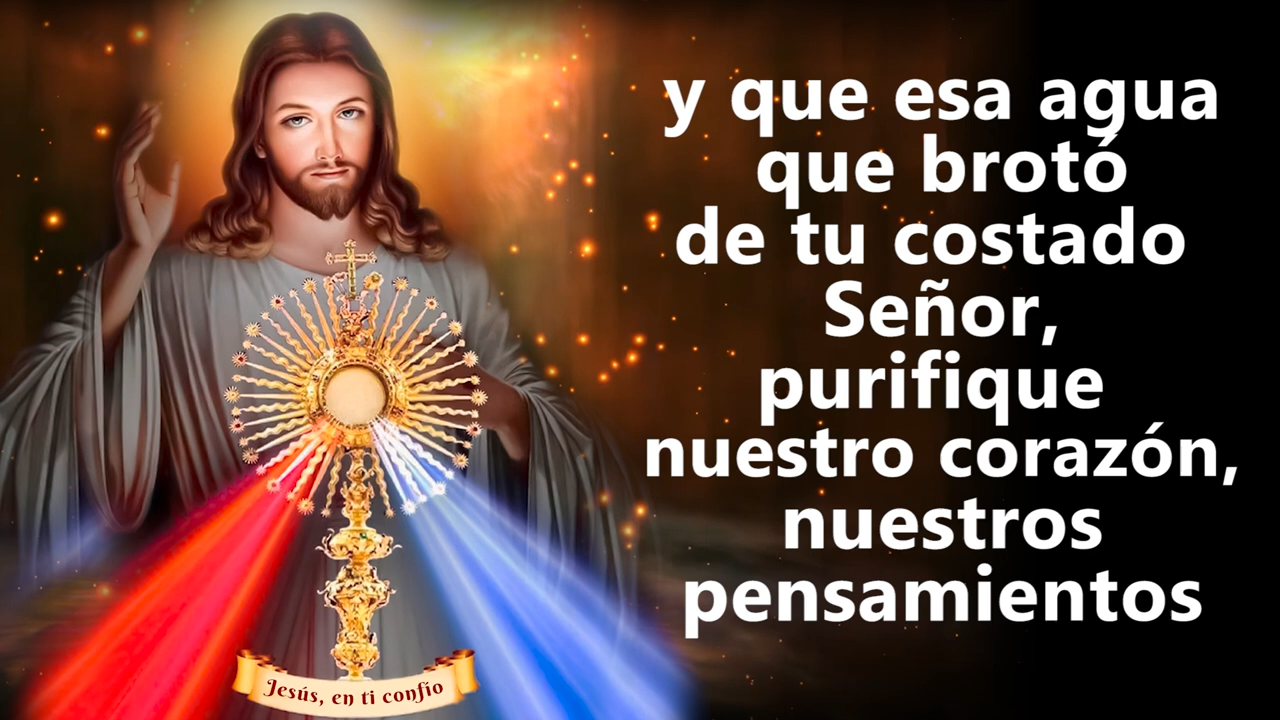 y que esa agua
que brotó
de tu costado
Señor,
purifique
nuestro corazón,
nuestros
pensamientos
Jesús, en ti confío